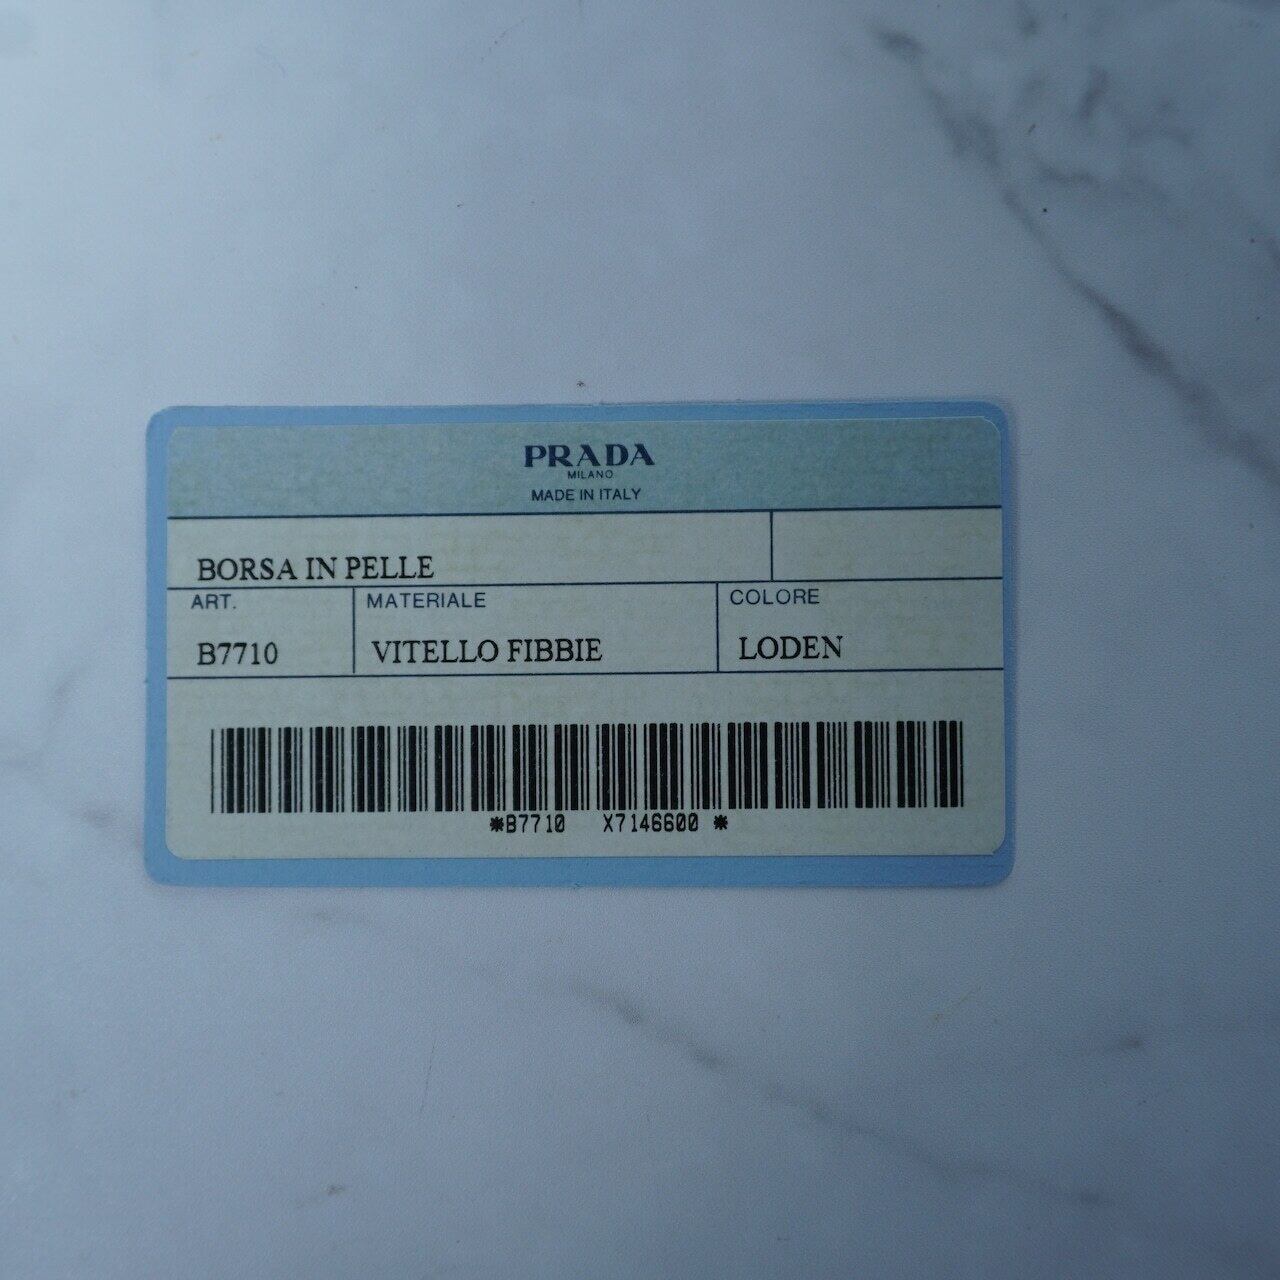 PRADA
MILANO
MADE IN ITALY
BORSA IN PELLE
ART. MATERIALE COLORE
B7710 VITELLO FIBBIE LODEN
*B7710 X7146600 *